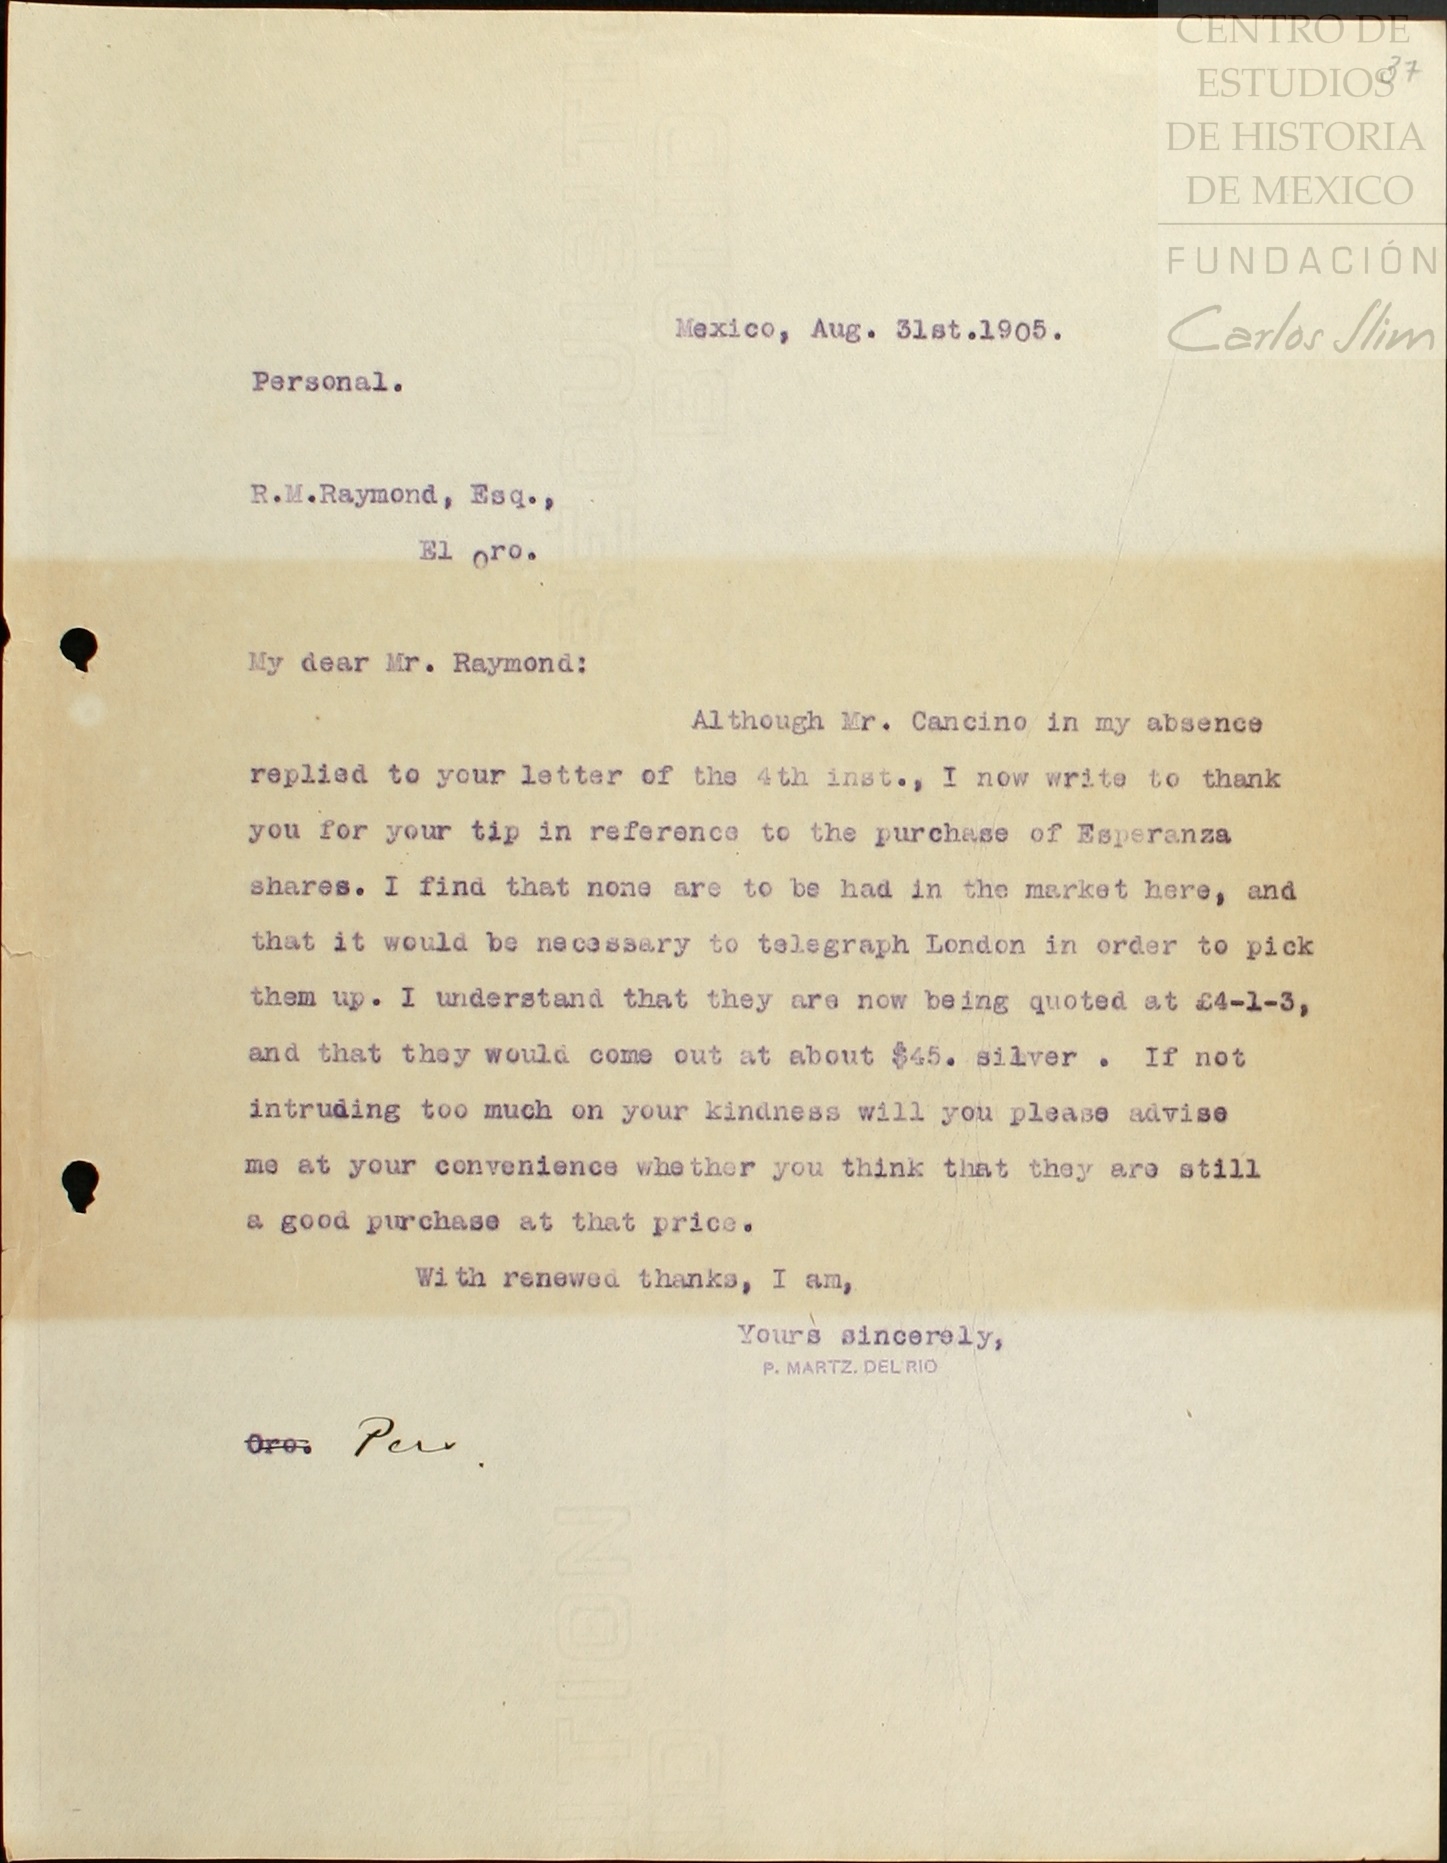 CENTRO DE
ESTUDIOS
37
DE HISTORIA
DE MEXICO
FUNDACIÓN
Carlos Slim
Mexico, Aug. 31st.1905.
Personal.
R.M.Raymond, Esq.,
El Oro.
My dear Mr. Raymond:
Although Mr. Cancino in my absence
replied to your letter of the 4th inst., I now write to thank
you for your tip in reference to the purchase of Esperanza
shares. I find that none are to be had in the market here, and
that it would be necessary to telegraph London in order to pick
them up. I understand that they are now being quoted at £4-1-3,
and that they would come out at about $45. silver . If not
intruding too much on your kindness will you please advise
me at your convenience whether you think that they are still
a good purchase at that price.
With renewed thanks, I am,
Yours sincerely,
P. MARTZ. DEL RIO
Oro. Pers.